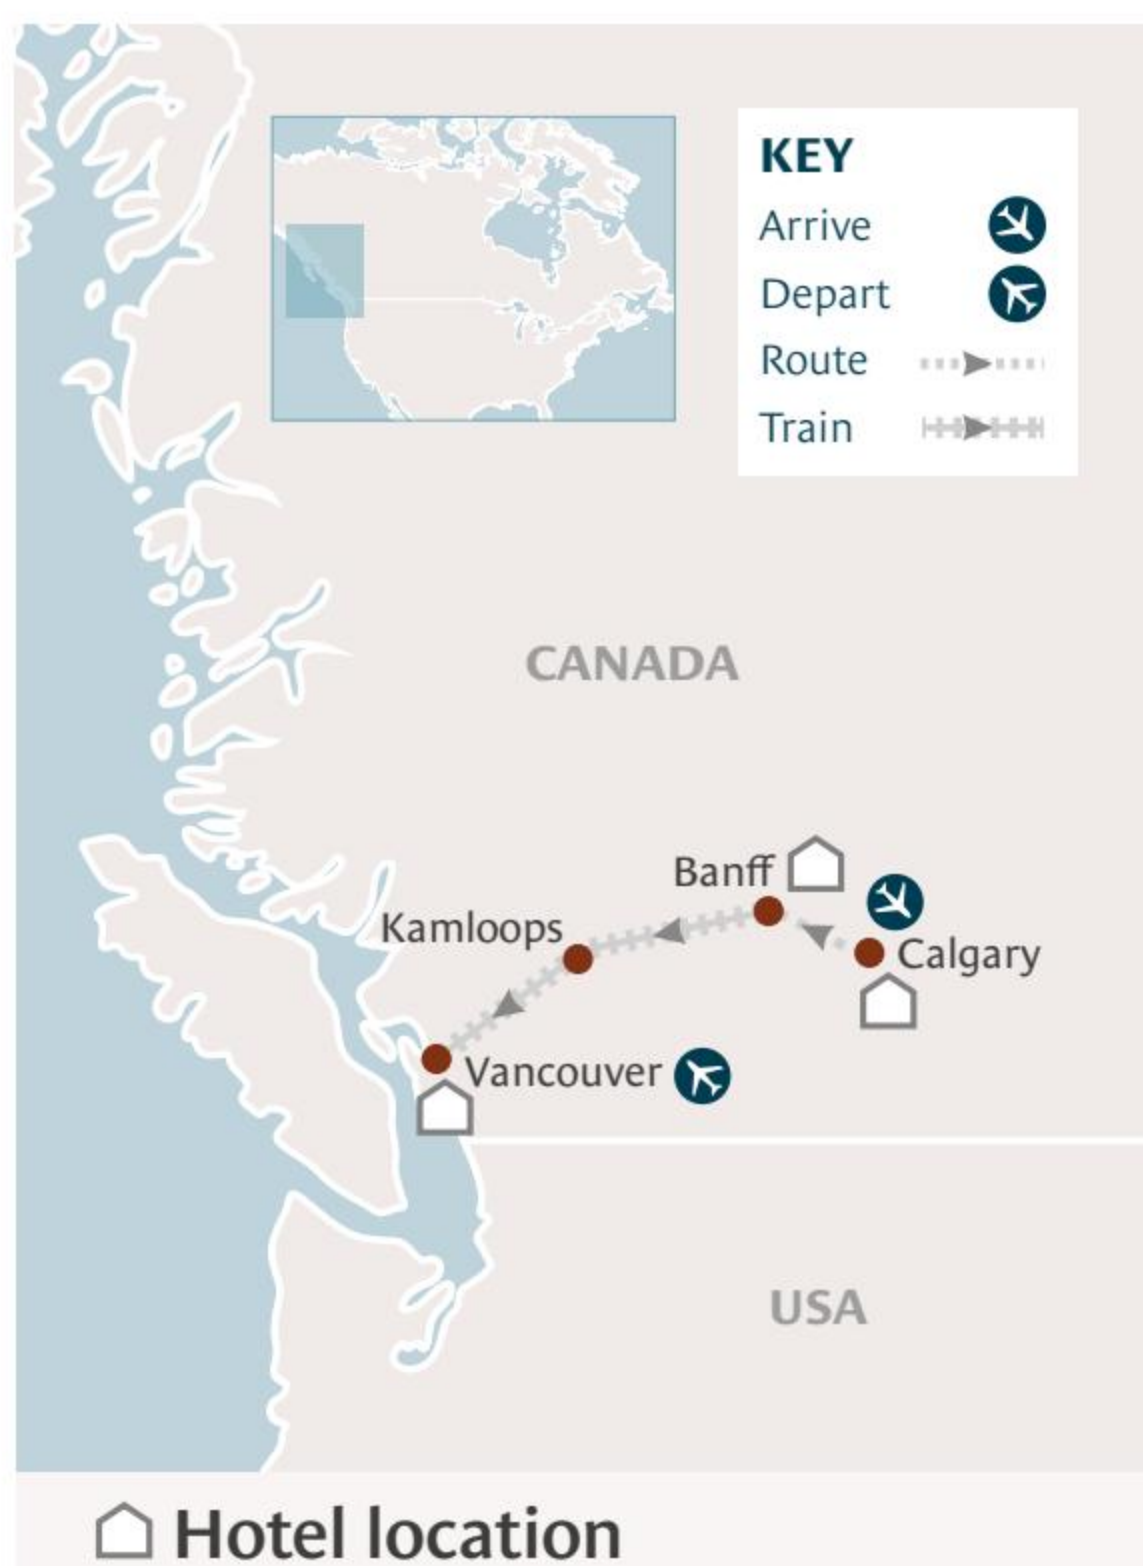 KEY
Arrive
Depart
Route
Train
CANADA
Banff
Kamloops
Calgary
Vancouver
USA
Hotel location